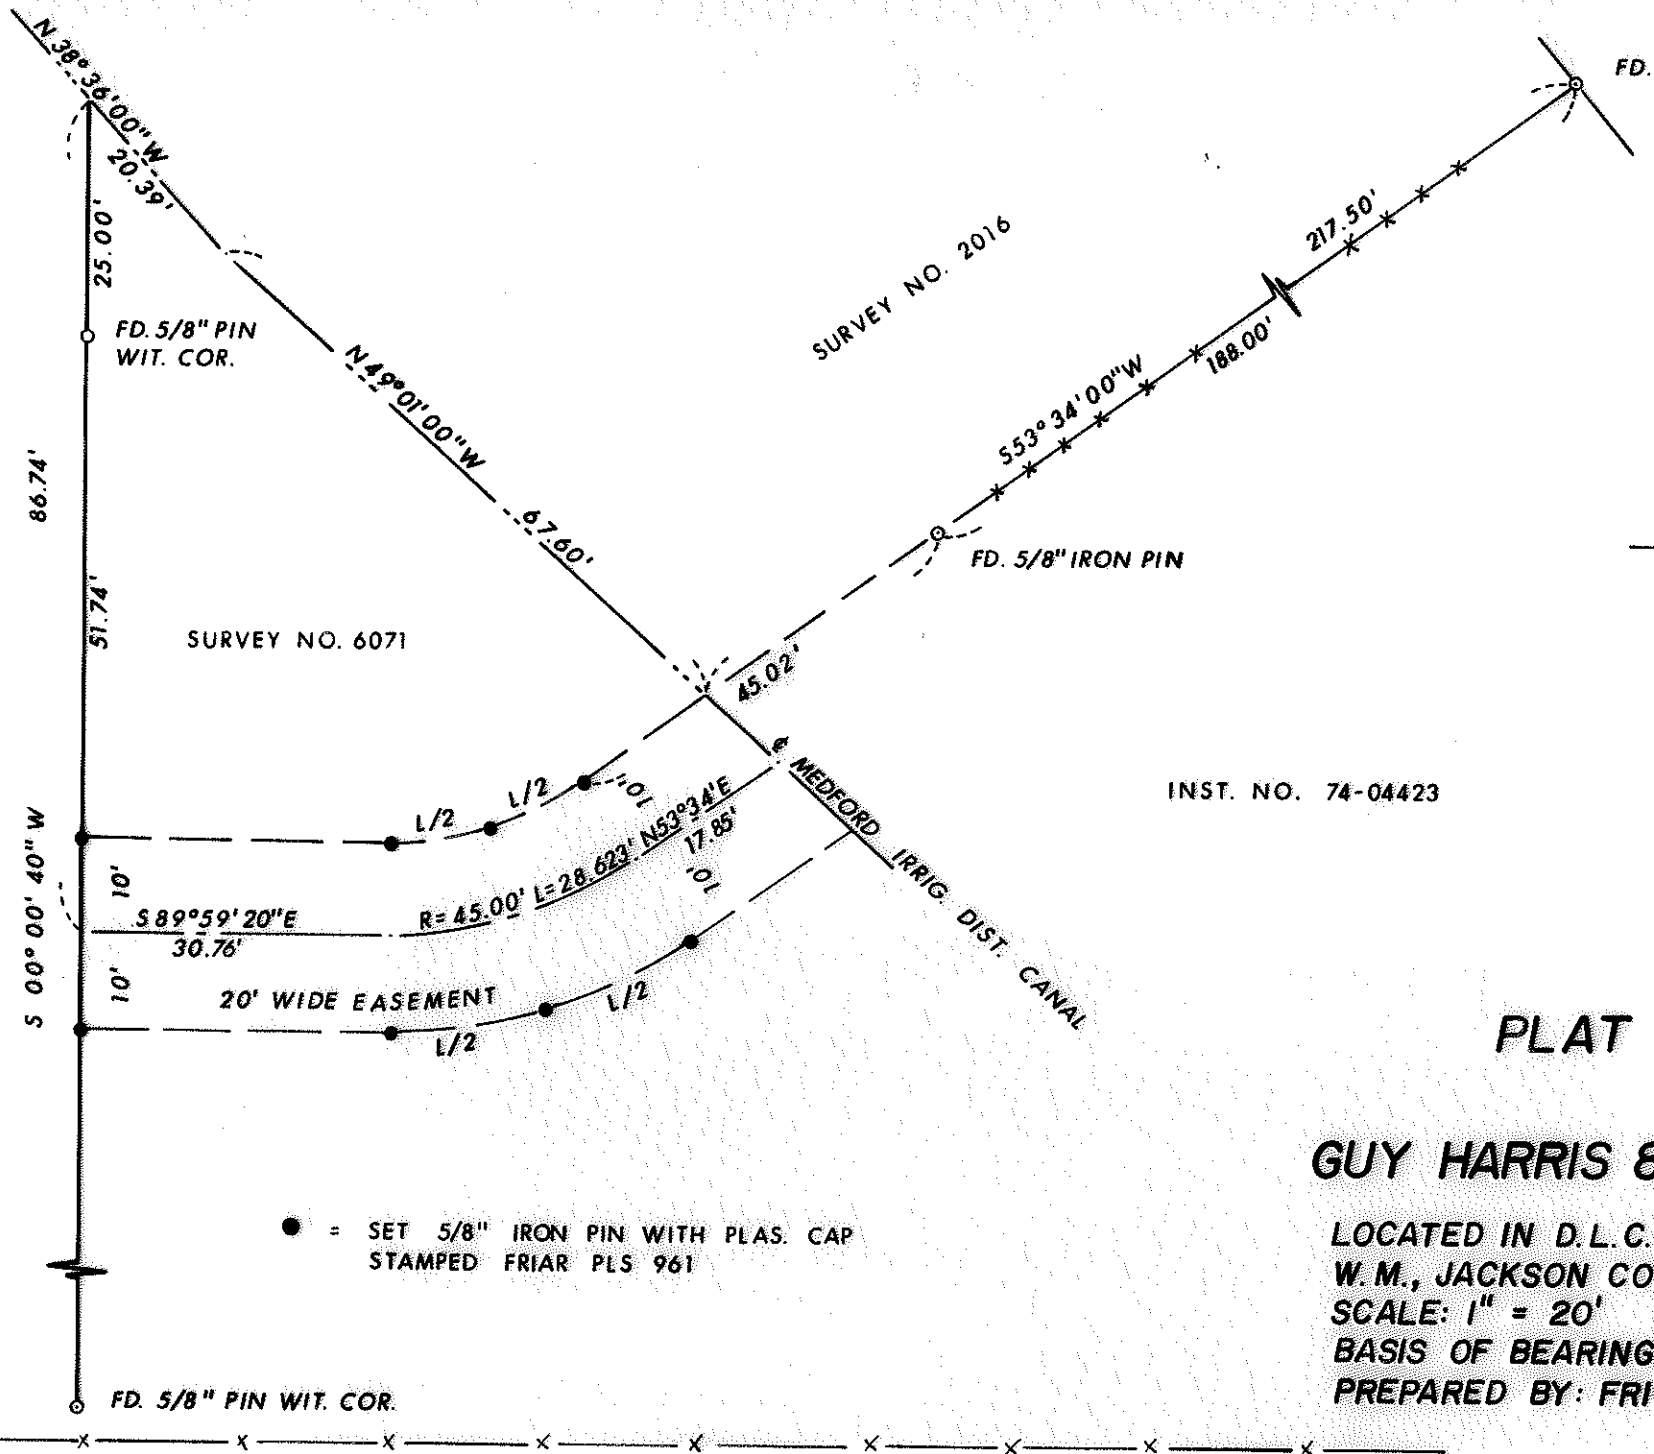 N 38°36'00" W
20.39'
25.00'
FD. 5/8" PIN
WIT. COR.
N 49°01'00" W
67.60'
86.74'
51.74'
SURVEY NO. 6071
SURVEY NO. 2016
FD.
217.50'
188.00'
S 53° 34' 00" W
FD. 5/8" IRON PIN
45.02'
MEDFORD IRRIG. DIST. CANAL
INST. NO. 74-04423
L/2
L/2
10'
N53°34'E
17.85'
10'
R= 45.00' L= 28.623'
S 00° 00' 40" W
10'
S 89°59'20"E
30.76'
10'
20' WIDE EASEMENT
L/2
L/2
PLAT
GUY HARRIS &
LOCATED IN D.L.C.
W.M., JACKSON CO
SCALE: 1" = 20'
BASIS OF BEARING
PREPARED BY: FRI
= SET 5/8" IRON PIN WITH PLAS. CAP
STAMPED FRIAR PLS 961
FD. 5/8" PIN WIT. COR.